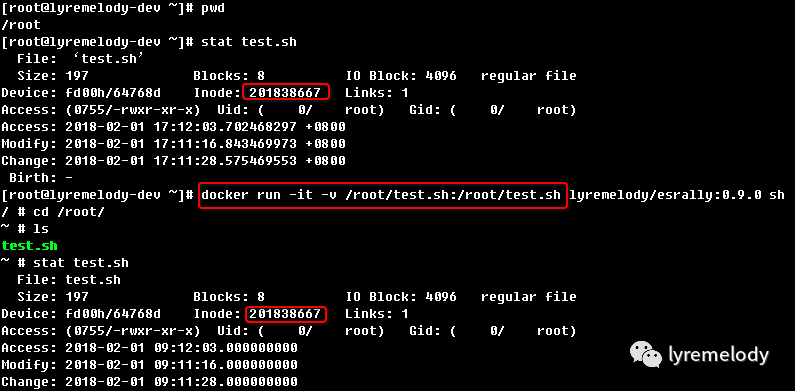 [root@lyremelody-dev ~]# pwd
/root
[root@lyremelody-dev ~]# stat test.sh
  File: ‘test.sh’
  Size: 197             Blocks: 8          IO Block: 4096   regular file
Device: fd00h/64768d    Inode: 201838667   Links: 1
Access: (0755/-rwxr-xr-x)  Uid: (    0/    root)   Gid: (    0/    root)
Access: 2018-02-01 17:12:03.702468297 +0800
Modify: 2018-02-01 17:11:16.843469973 +0800
Change: 2018-02-01 17:11:28.575469553 +0800
 Birth: -
[root@lyremelody-dev ~]# docker run -it -v /root/test.sh:/root/test.sh lyremelody/esrally:0.9.0 sh
/ # cd /root/
~ # ls
test.sh
~ # stat test.sh
  File: test.sh
  Size: 197             Blocks: 8          IO Block: 4096   regular file
Device: fd00h/64768d    Inode: 201838667   Links: 1
Access: (0755/-rwxr-xr-x)  Uid: (    0/    root)   Gid: (    0/    root)
Access: 2018-02-01 09:12:03.000000000
Modify: 2018-02-01 09:11:16.000000000
Change: 2018-02-01 09:11:28.000000000
lyremelody